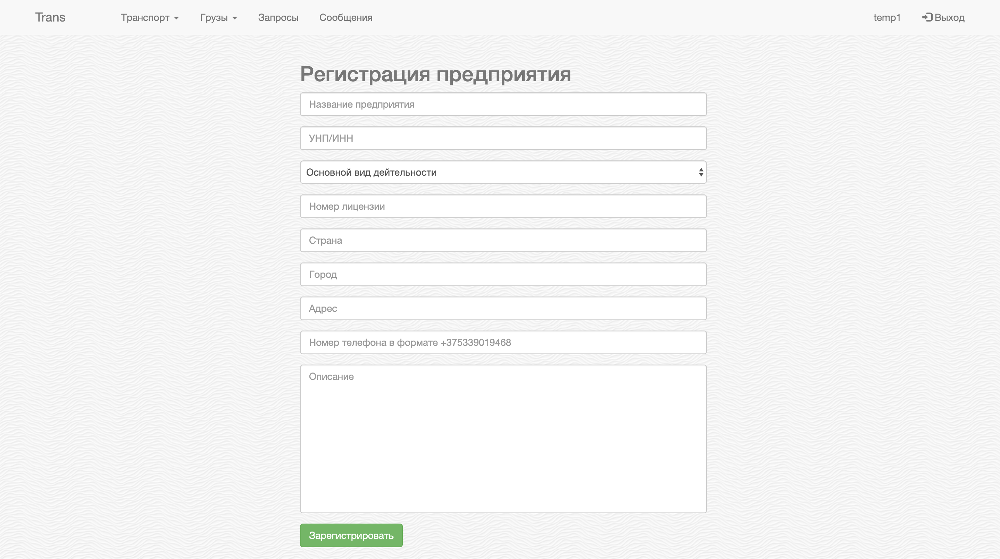 Trans Транспорт Грузы Запросы Сообщения temp1 Выход
Регистрация предприятия
Название предприятия
УНП/ИНН
Основной вид дейтельности
Номер лицензии
Страна
Город
Адрес
Номер телефона в формате +375339019468
Описание
Зарегистрировать